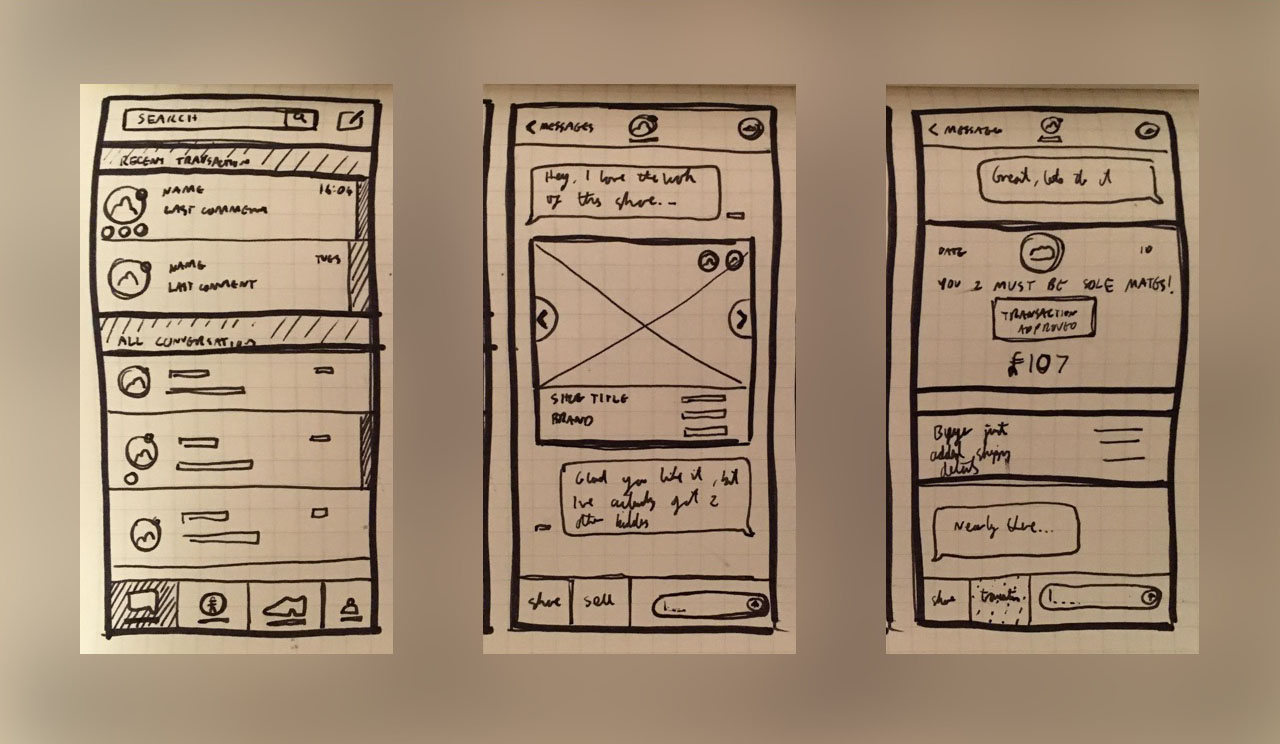 SEARCH
RECENT TRANSACTION
NAME
16:04
LAST COMMENT
NAME
TUES
LAST COMMENT
ALL CONVERSATION
< MESSAGES
Hey, I love the look
of this shoe...
SHOE TITLE
BRAND
Glad you like it, but
I've already got 2
other bidders
shoe
sell
< MESSAGES
Great, lets do it
DATE
ID
YOU 2 MUST BE SOLE MATES!
TRANSACTION
APPROVED
£107
Buyer just
added shipping
details
Nearly there...
shoe